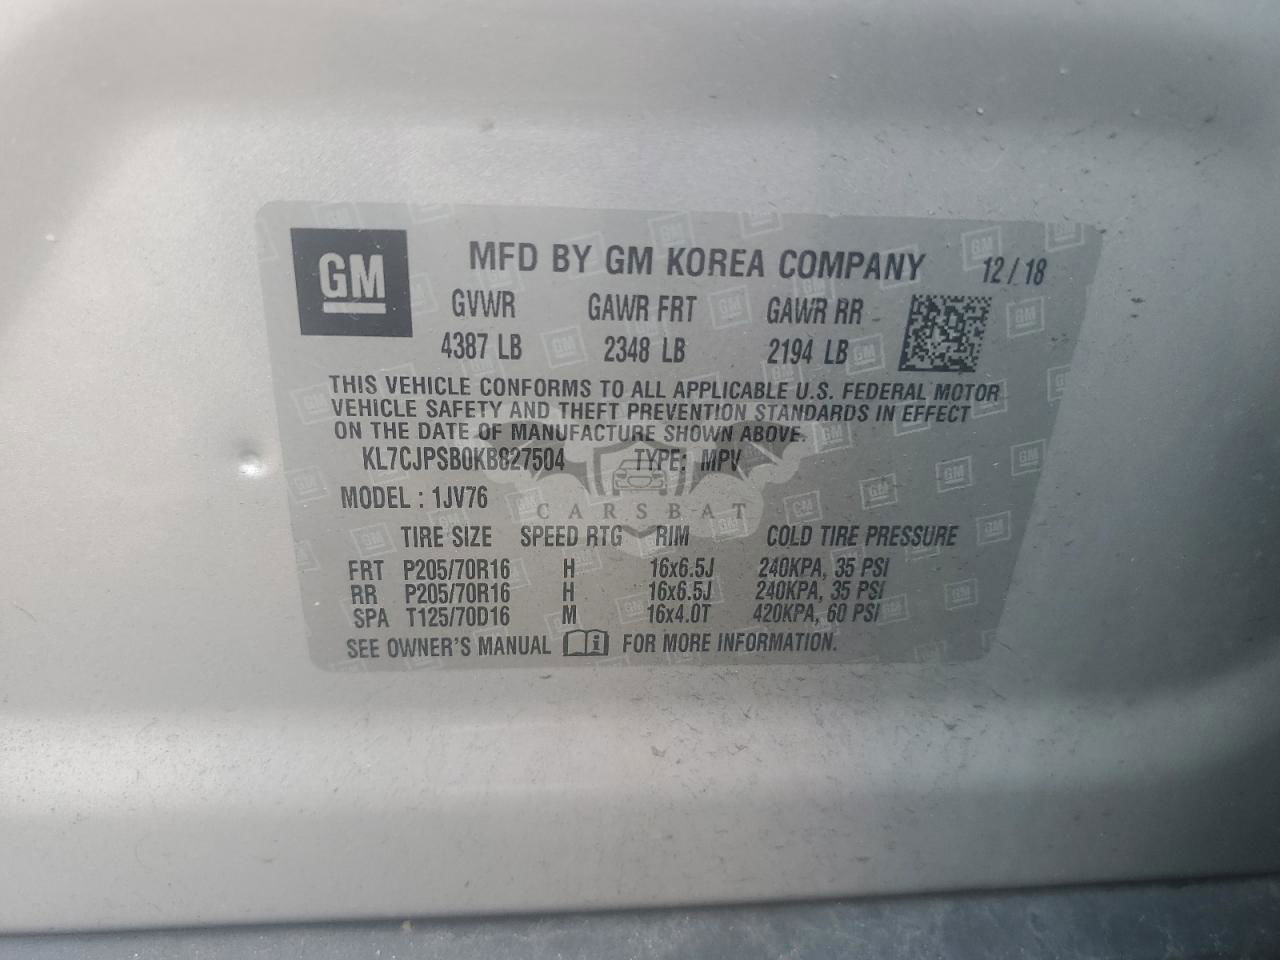 GM
MFD BY GM KOREA COMPANY 12/18
GVWR GAWR FRT GAWR RR
4387 LB 2348 LB 2194 LB
THIS VEHICLE CONFORMS TO ALL APPLICABLE U.S. FEDERAL MOTOR
VEHICLE SAFETY AND THEFT PREVENTION STANDARDS IN EFFECT
ON THE DATE OF MANUFACTURE SHOWN ABOVE.
KL7CJPSB0KB827504 TYPE: MPV
MODEL : 1JV76
CARSBAT
TIRE SIZE SPEED RTG RIM COLD TIRE PRESSURE
FRT P205/70R16 H 16x6.5J 240KPA, 35 PSI
RR P205/70R16 H 16x6.5J 240KPA, 35 PSI
SPA T125/70D16 M 16x4.0T 420KPA, 60 PSI
SEE OWNER'S MANUAL i FOR MORE INFORMATION.